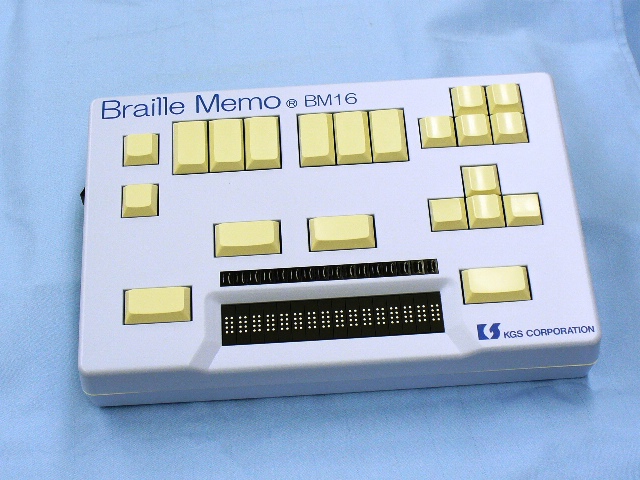 Braille Memo ® BM16
KGS CORPORATION